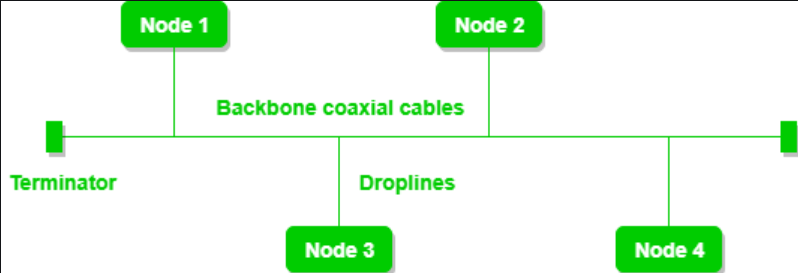 Node 1
Node 2
Backbone coaxial cables
Terminator
Droplines
Node 3
Node 4